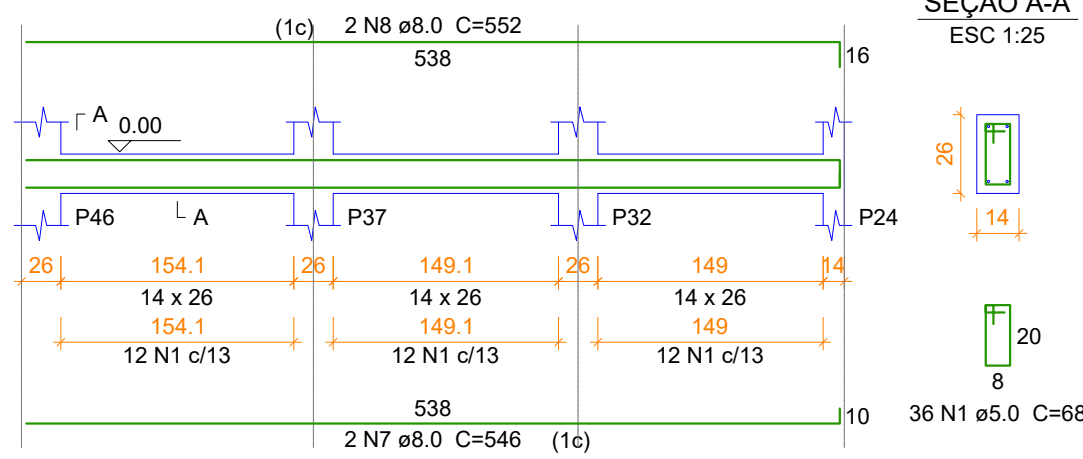 SEÇÃO A-A
ESC 1:25
(1c) 2 N8 ø8.0 C=552
538
16
A 0.00
26
14
P46 A P37 P32 P24
26 154.1 26 149.1 26 149 14
14 x 26 14 x 26 14 x 26
154.1 149.1 149
12 N1 c/13 12 N1 c/13 12 N1 c/13
20
8
36 N1 ø5.0 C=68
538
10
2 N7 ø8.0 C=546 (1c)